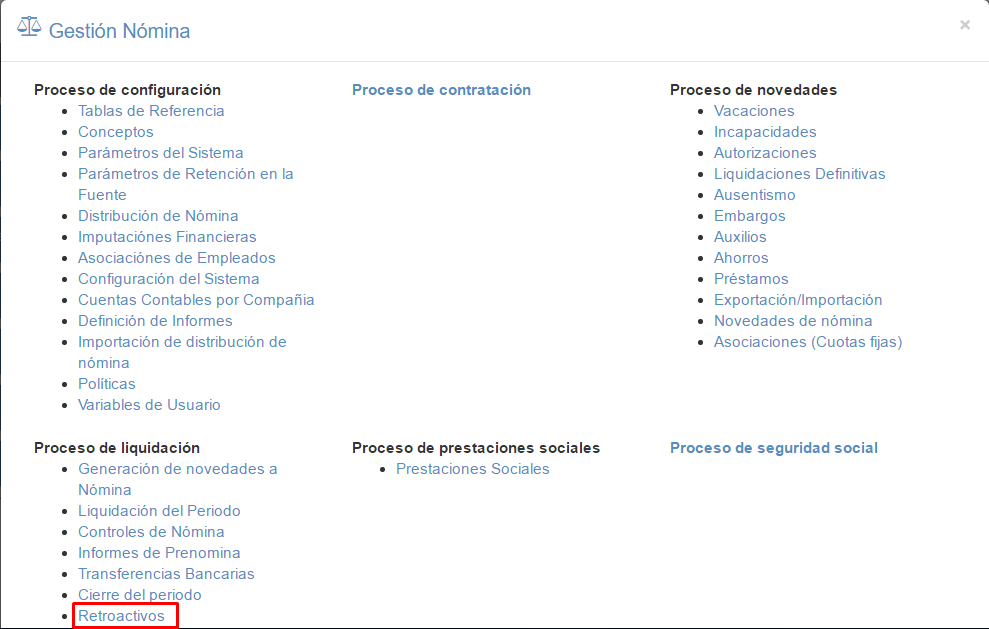 Gestión Nómina
×
Proceso de configuración
Tablas de Referencia
Conceptos
Parámetros del Sistema
Parámetros de Retención en la
Fuente
Distribución de Nómina
Imputaciónes Financieras
Asociaciónes de Empleados
Configuración del Sistema
Cuentas Contables por Compañia
Definición de Informes
Importación de distribución de
nómina
Políticas
Variables de Usuario
Proceso de contratación
Proceso de novedades
Vacaciones
Incapacidades
Autorizaciones
Liquidaciones Definitivas
Ausentismo
Embargos
Auxilios
Ahorros
Préstamos
Exportación/Importación
Novedades de nómina
Asociaciones (Cuotas fijas)
Proceso de liquidación
Generación de novedades a
Nómina
Liquidación del Periodo
Controles de Nómina
Informes de Prenomina
Transferencias Bancarias
Cierre del periodo
Retroactivos
Proceso de prestaciones sociales
Prestaciones Sociales
Proceso de seguridad social